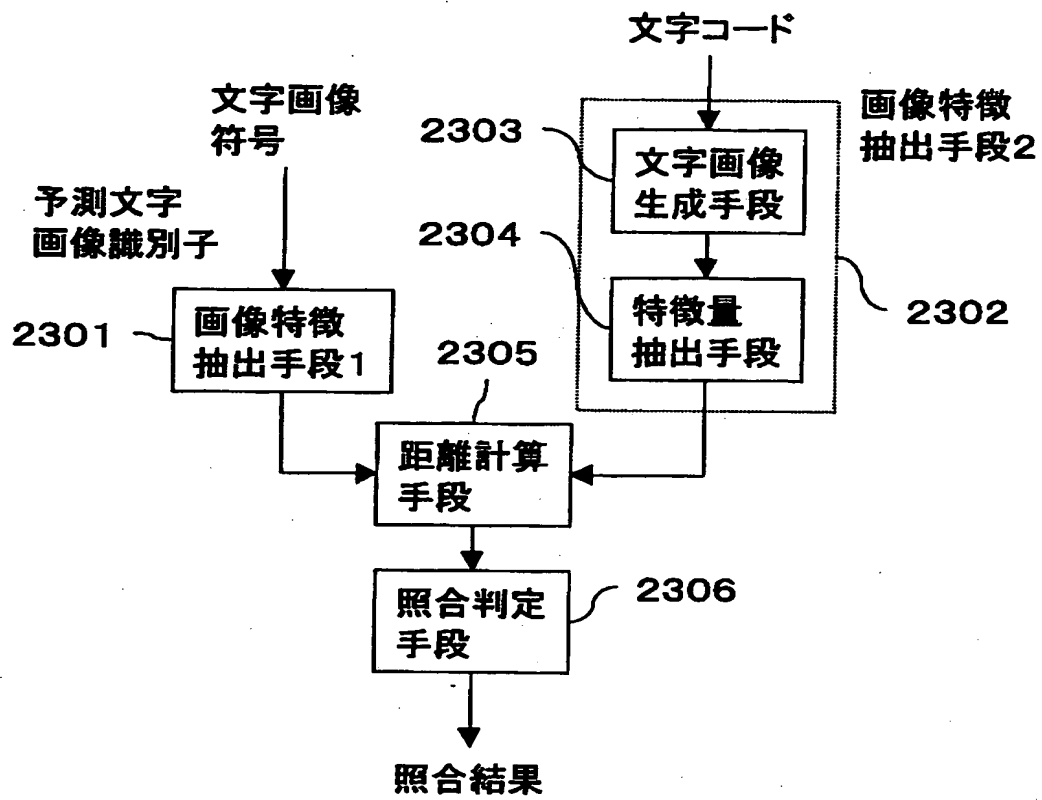 文字コード
文字画像
符号
画像特徴
抽出手段2
2303
文字画像
生成手段
予測文字
画像識別子
2304
特徴量
抽出手段
2302
2301
画像特徴
抽出手段1
2305
距離計算
手段
照合判定
手段
2306
照合結果